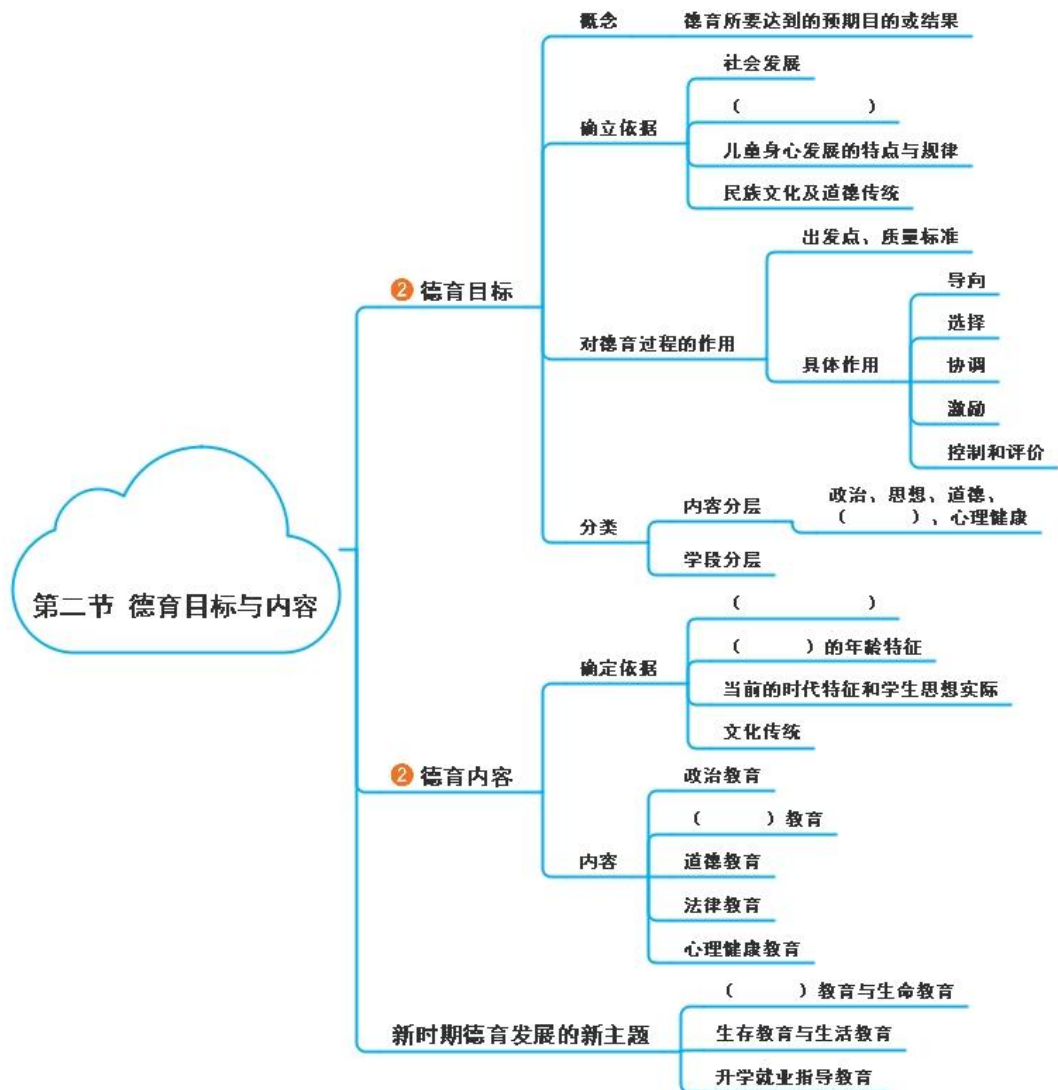 第二节 德育目标与内容
2 德育目标
概念
德育所要达到的预期目的或结果
确立依据
社会发展
（ ）
儿童身心发展的特点与规律
民族文化及道德传统
对德育过程的作用
出发点、质量标准
具体作用
导向
选择
协调
激励
控制和评价
分类
内容分层
政治、思想、道德、
（ ）、心理健康
学段分层
2 德育内容
确定依据
（ ）
（ ）的年龄特征
当前的时代特征和学生思想实际
文化传统
内容
政治教育
（ ）教育
道德教育
法律教育
心理健康教育
新时期德育发展的新主题
（ ）教育与生命教育
生存教育与生活教育
升学就业指导教育